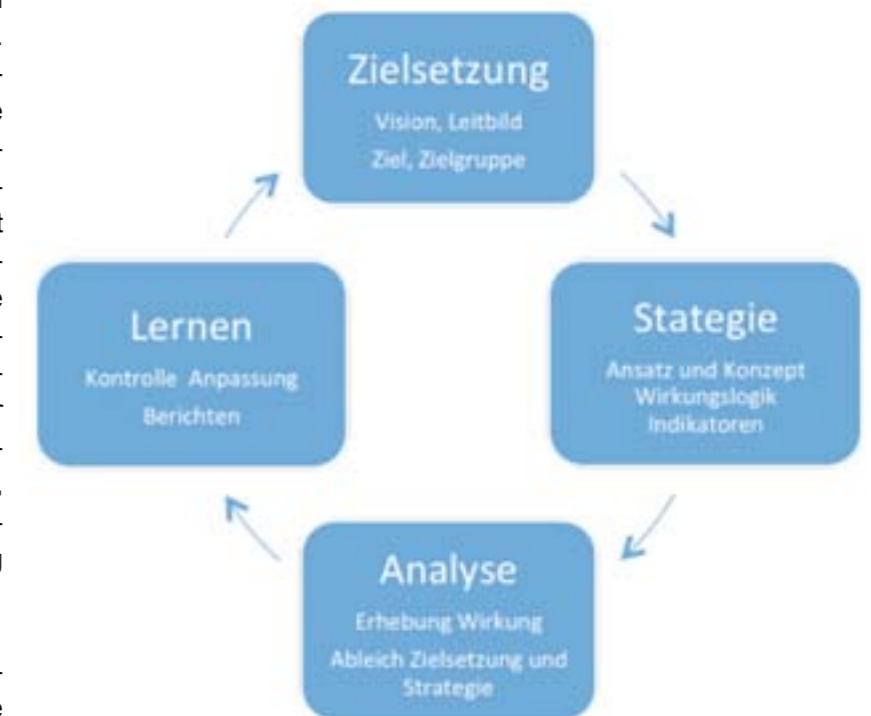 Zielsetzung
Vision, Leitbild
Ziel, Zielgruppe
Stategie
Ansatz und Konzept
Wirkungslogik
Indikatoren
Analyse
Erhebung Wirkung
Ableich Zielsetzung und
Strategie
Lernen
Kontrolle Anpassung
Berichten